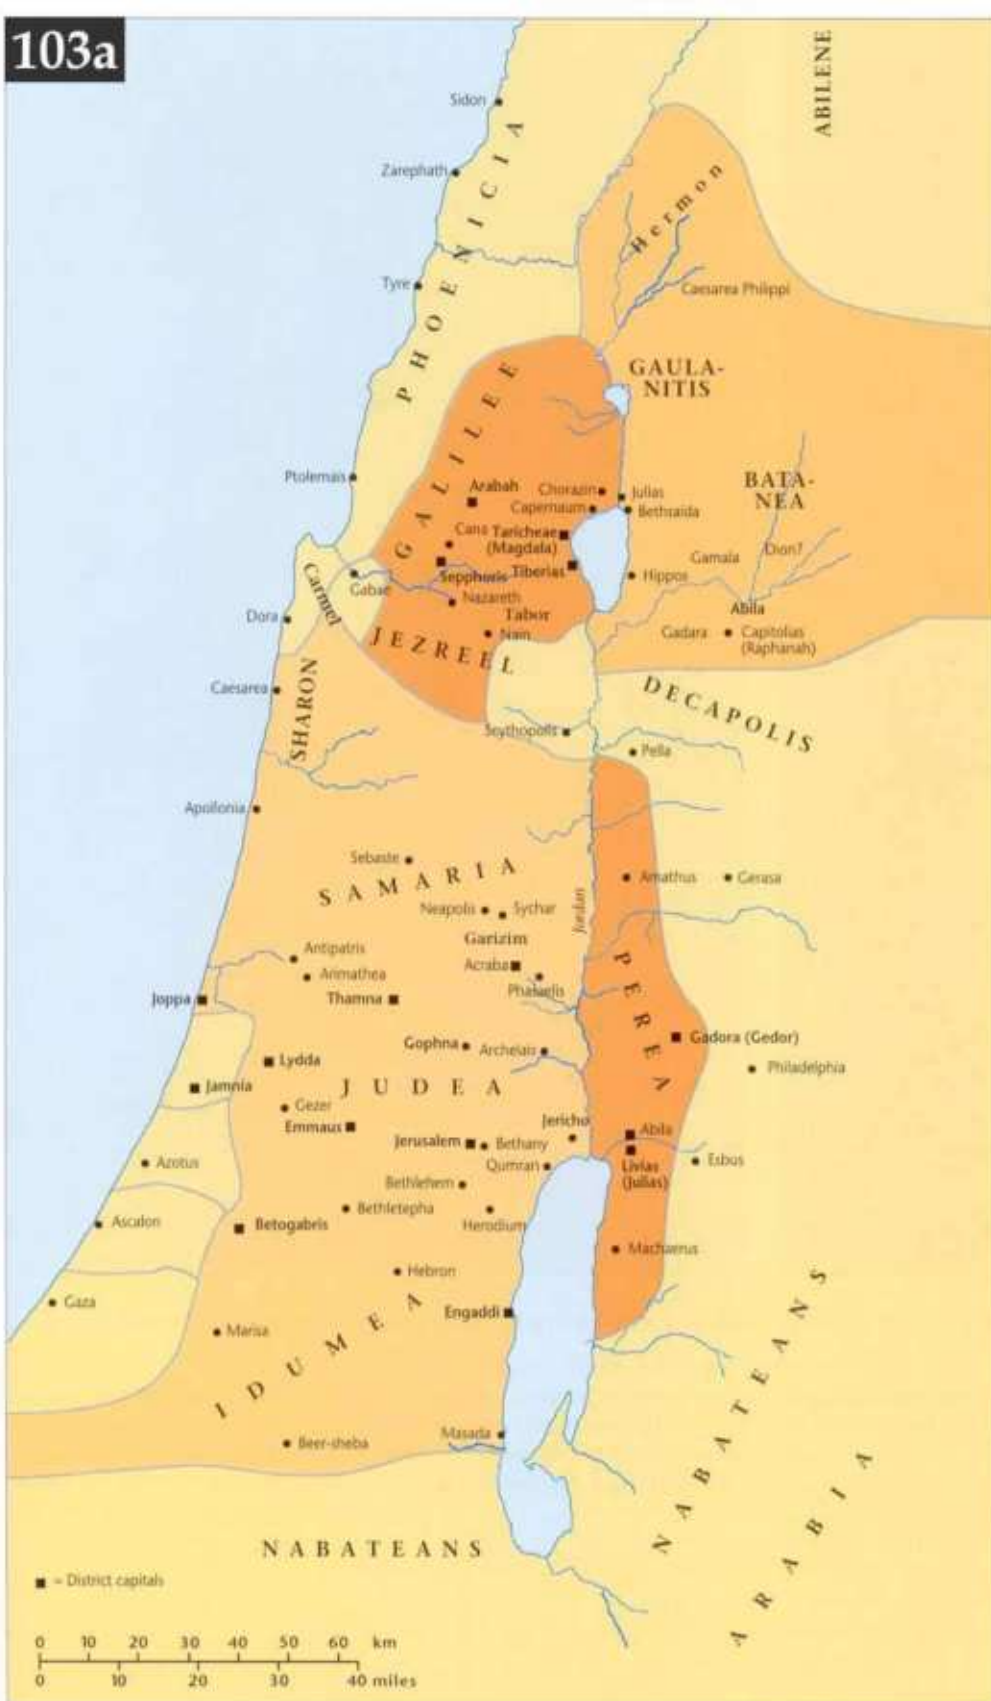 103a
ABILENE
Sidon
Zarephath
PHOENICIA
Hermon
Tyre
Caesarea Philippi
GALILEE
GAULA-
NITIS
Ptolemais
Arabah
Chorazin
Julias
BATA-
NEA
Capernaum
Bethsaida
Cana
Taricheae
(Magdala)
Gamala
Dion?
Carmel
Gabae
Sepphoris
Tiberias
Hippos
Nazareth
Abila
Dora
Tabor
Nain
Gadara
Capitolias
(Raphanah)
JEZREEL
SHARON
Caesarea
DECAPOLIS
Scythopolis
Pella
Apollonia
Sebaste
SAMARIA
Amathus
Gerasa
Neapolis
Sychar
Jordan
Garizim
Antipatris
Acraba
Arimathea
Phasaelis
PEREA
Joppa
Thamna
Gophna
Archelais
Gadora (Gedor)
Lydda
Philadelphia
Jamnia
JUDEA
Gezer
Emmaus
Jericho
Abila
Jerusalem
Bethany
Azotus
Qumran
Livias
(Julias)
Esbus
Bethlehem
Bethletepha
Herodium
Ascalon
Betogabris
Machaerus
Hebron
Gaza
Engaddi
Marisa
IDUMEA
NABATEANS
Masada
Beer-sheba
ARABIA
NABATEANS
■ = District capitals
0 10 20 30 40 50 60 km
0 10 20 30 40 miles